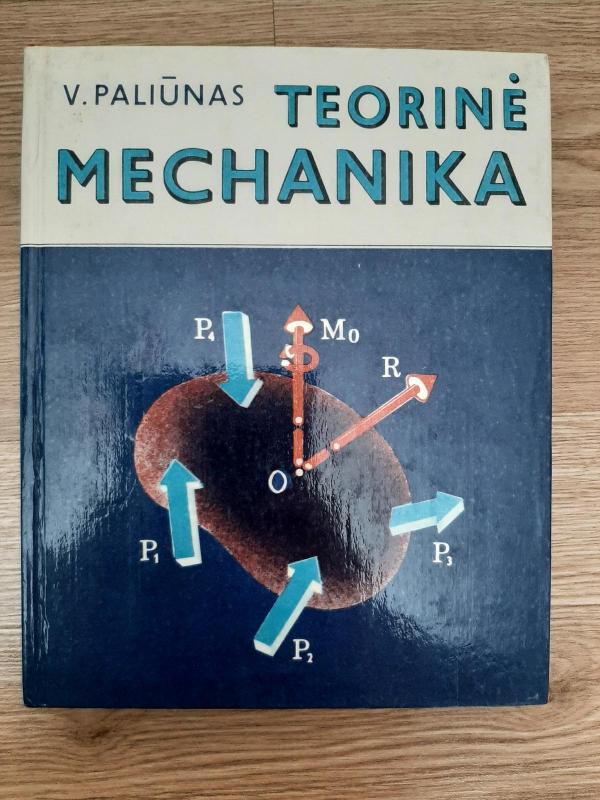 V. PALIŪNAS TEORINĖ
MECHANIKA
P₄
M₀
R
O
P₁
P₃
P₂